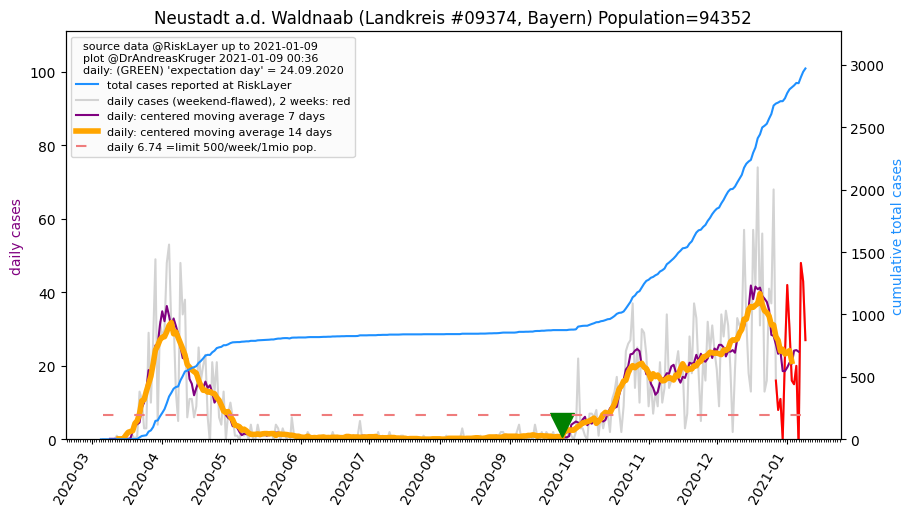 Neustadt a.d. Waldnaab (Landkreis #09374, Bayern) Population=94352
source data @RiskLayer up to 2021-01-09
plot @DrAndreasKruger 2021-01-09 00:36
daily: (GREEN) 'expectation day' = 24.09.2020
total cases reported at RiskLayer
daily cases (weekend-flawed), 2 weeks: red
daily: centered moving average 7 days
daily: centered moving average 14 days
daily 6.74 =limit 500/week/1mio pop.
daily cases
100
80
60
40
20
0
cumulative total cases
3000
2500
2000
1500
1000
500
0
2020-03
2020-04
2020-05
2020-06
2020-07
2020-08
2020-09
2020-10
2020-11
2020-12
2021-01